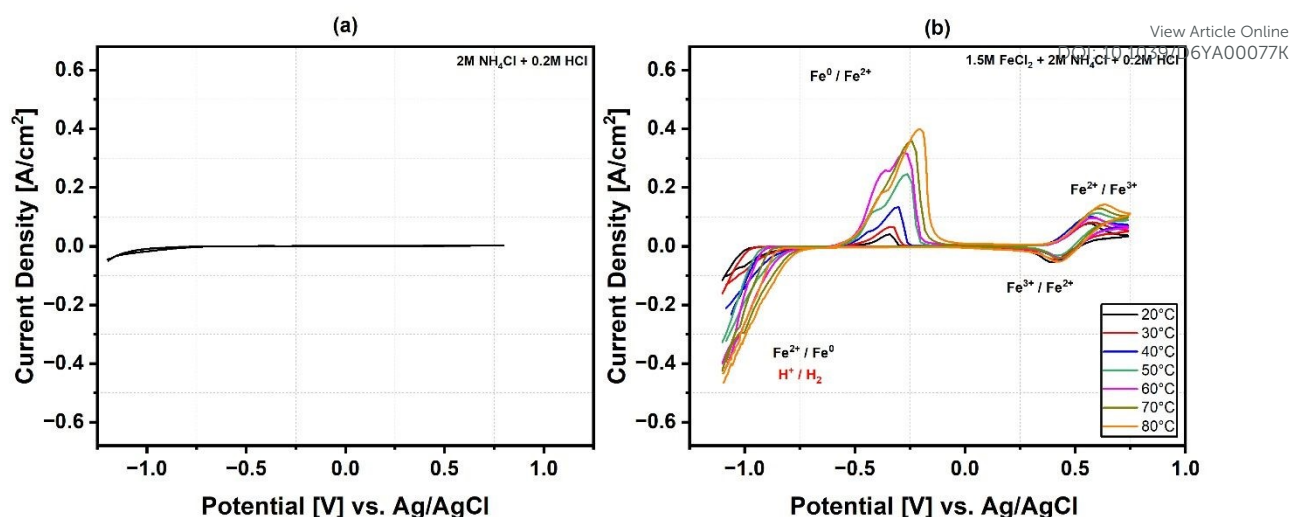 View Article Online
DOI: 10.1039/D6YA00077K
(a)
2M NH₄Cl + 0.2M HCl
0.6
0.4
0.2
0.0
−0.2
−0.4
−0.6
Current Density [A/cm²]
−1.0
−0.5
0.0
0.5
1.0
Potential [V] vs. Ag/AgCl
(b)
1.5M FeCl₂ + 2M NH₄Cl + 0.2M HCl
Fe⁰ / Fe²⁺
Fe²⁺ / Fe³⁺
Fe³⁺ / Fe²⁺
Fe²⁺ / Fe⁰
H⁺ / H₂
20°C
30°C
40°C
50°C
60°C
70°C
80°C
0.6
0.4
0.2
0.0
−0.2
−0.4
−0.6
Current Density [A/cm²]
−1.0
−0.5
0.0
0.5
1.0
Potential [V] vs. Ag/AgCl